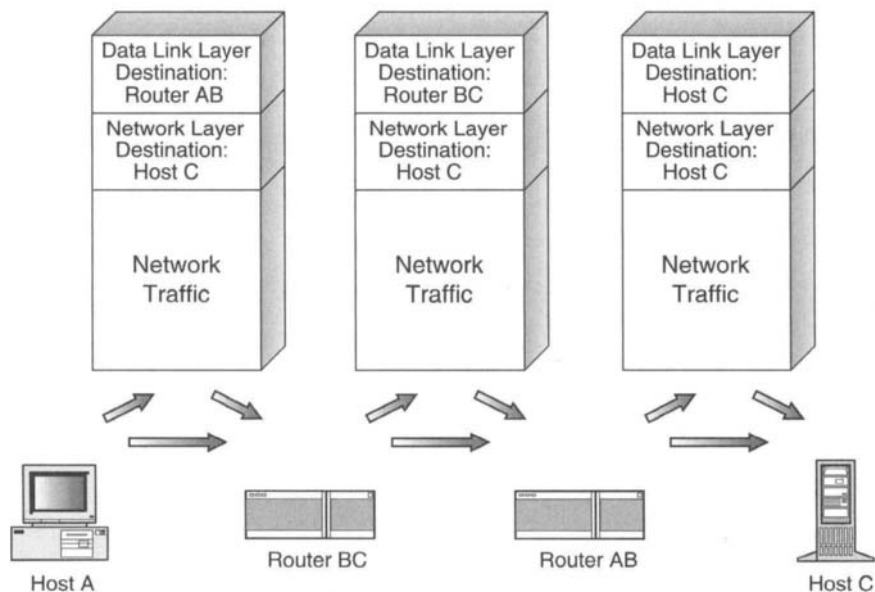 Data Link Layer
Destination:
Router AB
Network Layer
Destination:
Host C
Network
Traffic
Data Link Layer
Destination:
Router BC
Network Layer
Destination:
Host C
Network
Traffic
Data Link Layer
Destination:
Host C
Network Layer
Destination:
Host C
Network
Traffic
Host A
Router BC
Router AB
Host C